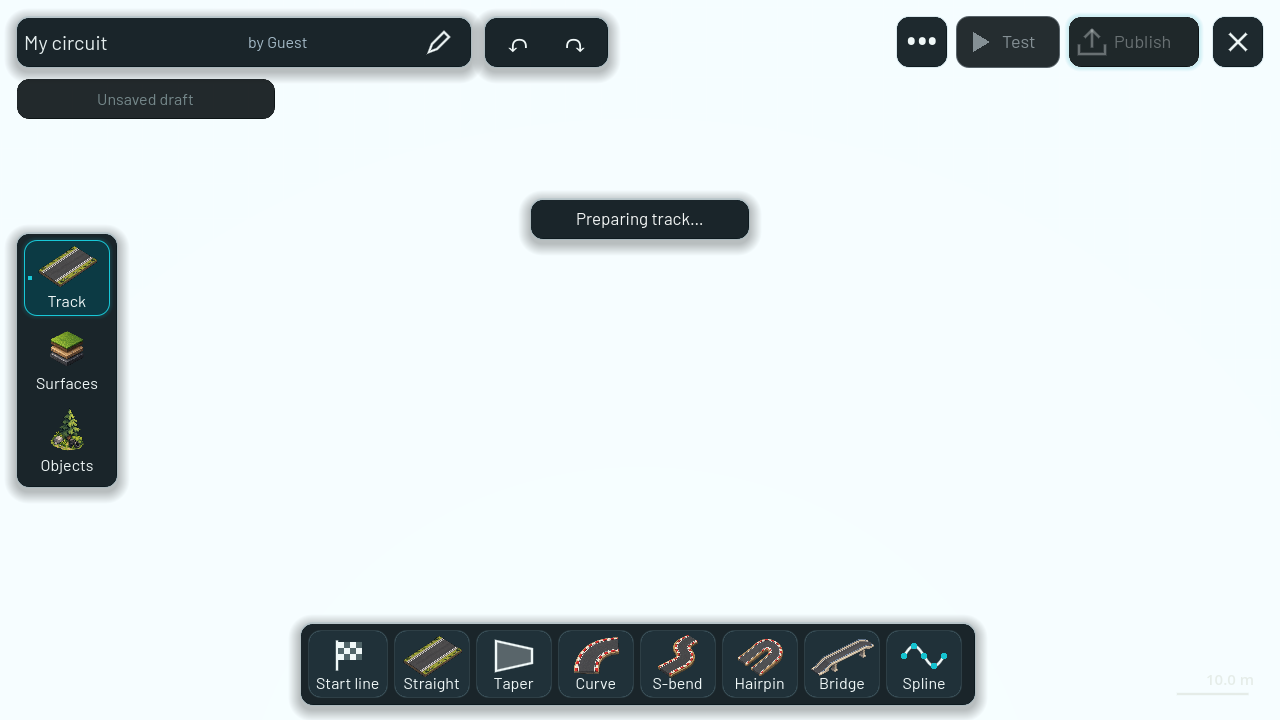 My circuit
by Guest
Test
Publish
Unsaved draft
Preparing track...
Track
Surfaces
Objects
Start line
Straight
Taper
Curve
S-bend
Hairpin
Bridge
Spline
10.0 m